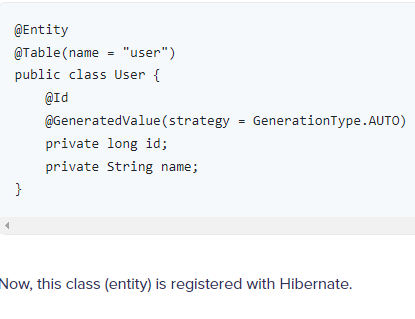 @Entity
@Table(name = "user")
public class User {
    @Id
    @GeneratedValue(strategy = GenerationType.AUTO)
    private long id;
    private String name;
}
Now, this class (entity) is registered with Hibernate.